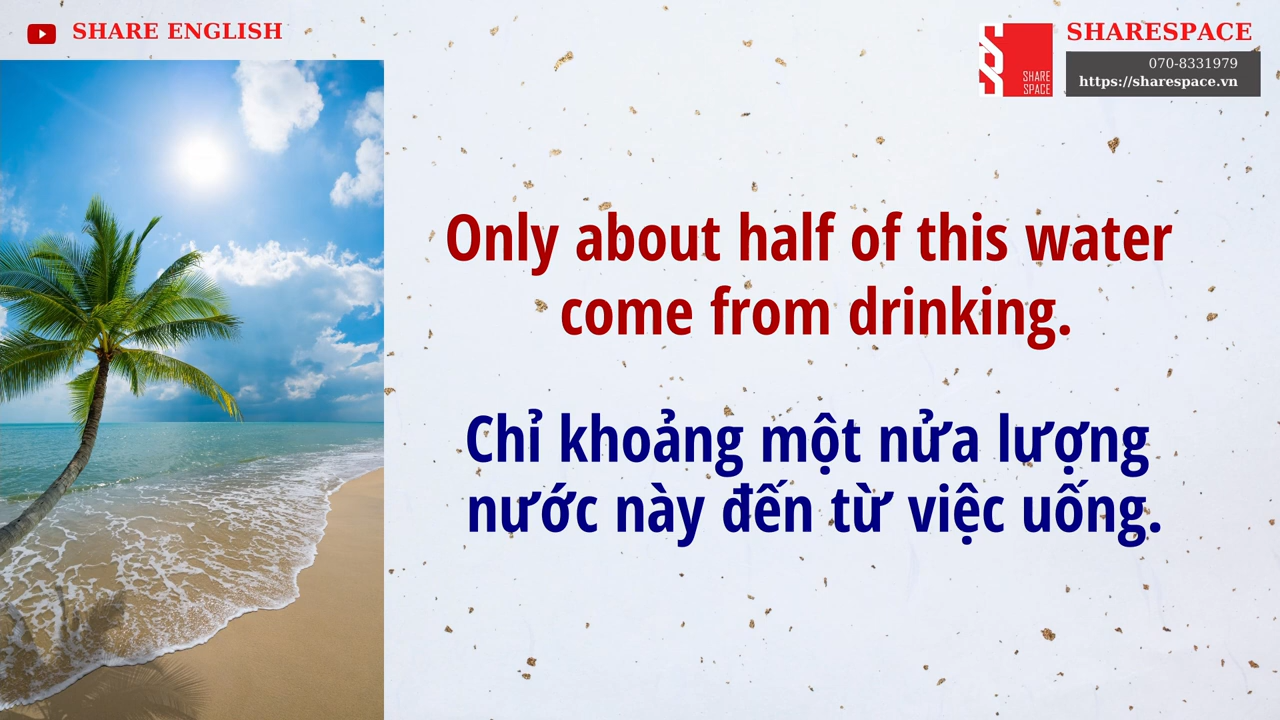 SHARE ENGLISH
SHARESPACE
070-8331979
https://sharespace.vn
SHARE
SPACE
Only about half of this water
come from drinking.
Chỉ khoảng một nửa lượng
nước này đến từ việc uống.